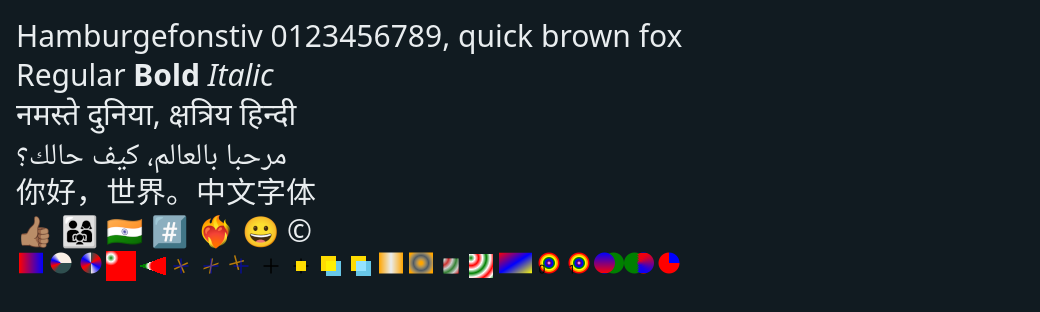 Hamburgefonstiv 0123456789, quick brown fox
Regular Bold Italic
नमस्ते दुनिया, क्षत्रिय हिन्दी
مرحبا بالعالم، كيف حالك؟
你好，世界。中文字体
👍🏽 👨‍👩‍👧 🇮🇳 #️⃣ ❤️‍🔥 😀 ©